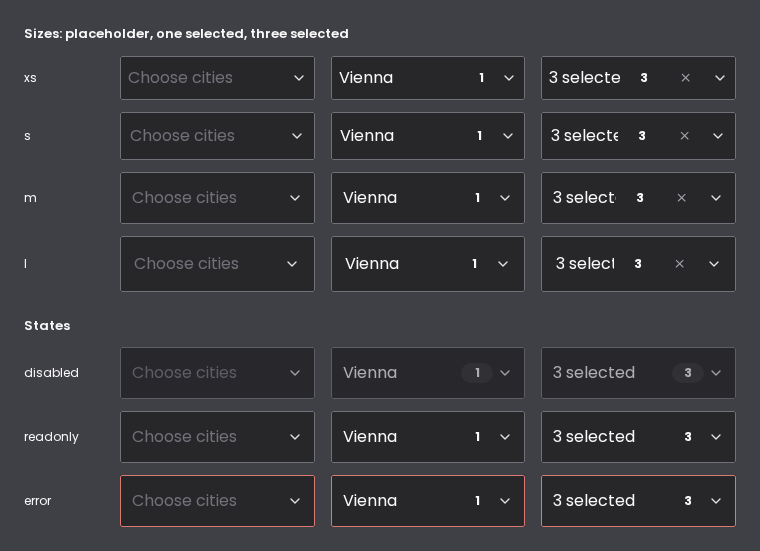 Sizes: placeholder, one selected, three selected
xs Choose cities Vienna 1 3 selecte 3
s Choose cities Vienna 1 3 selecte 3
m Choose cities Vienna 1 3 select 3
l Choose cities Vienna 1 3 select 3
States
disabled Choose cities Vienna 1 3 selected 3
readonly Choose cities Vienna 1 3 selected 3
error Choose cities Vienna 1 3 selected 3